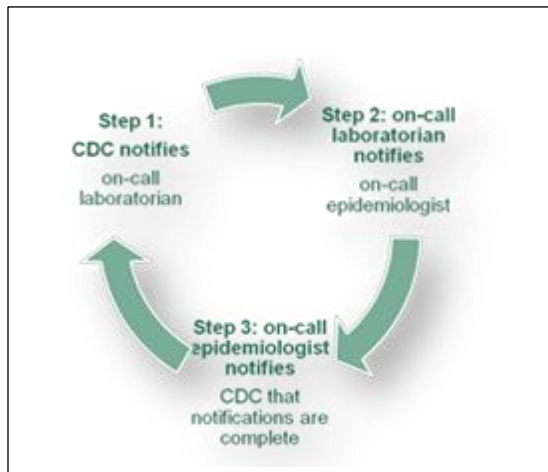 Step 1:
CDC notifies
on-call
laboratorian
Step 2: on-call
laboratorian
notifies
on-call
epidemiologist
Step 3: on-call
epidemiologist
notifies
CDC that
notifications are
complete